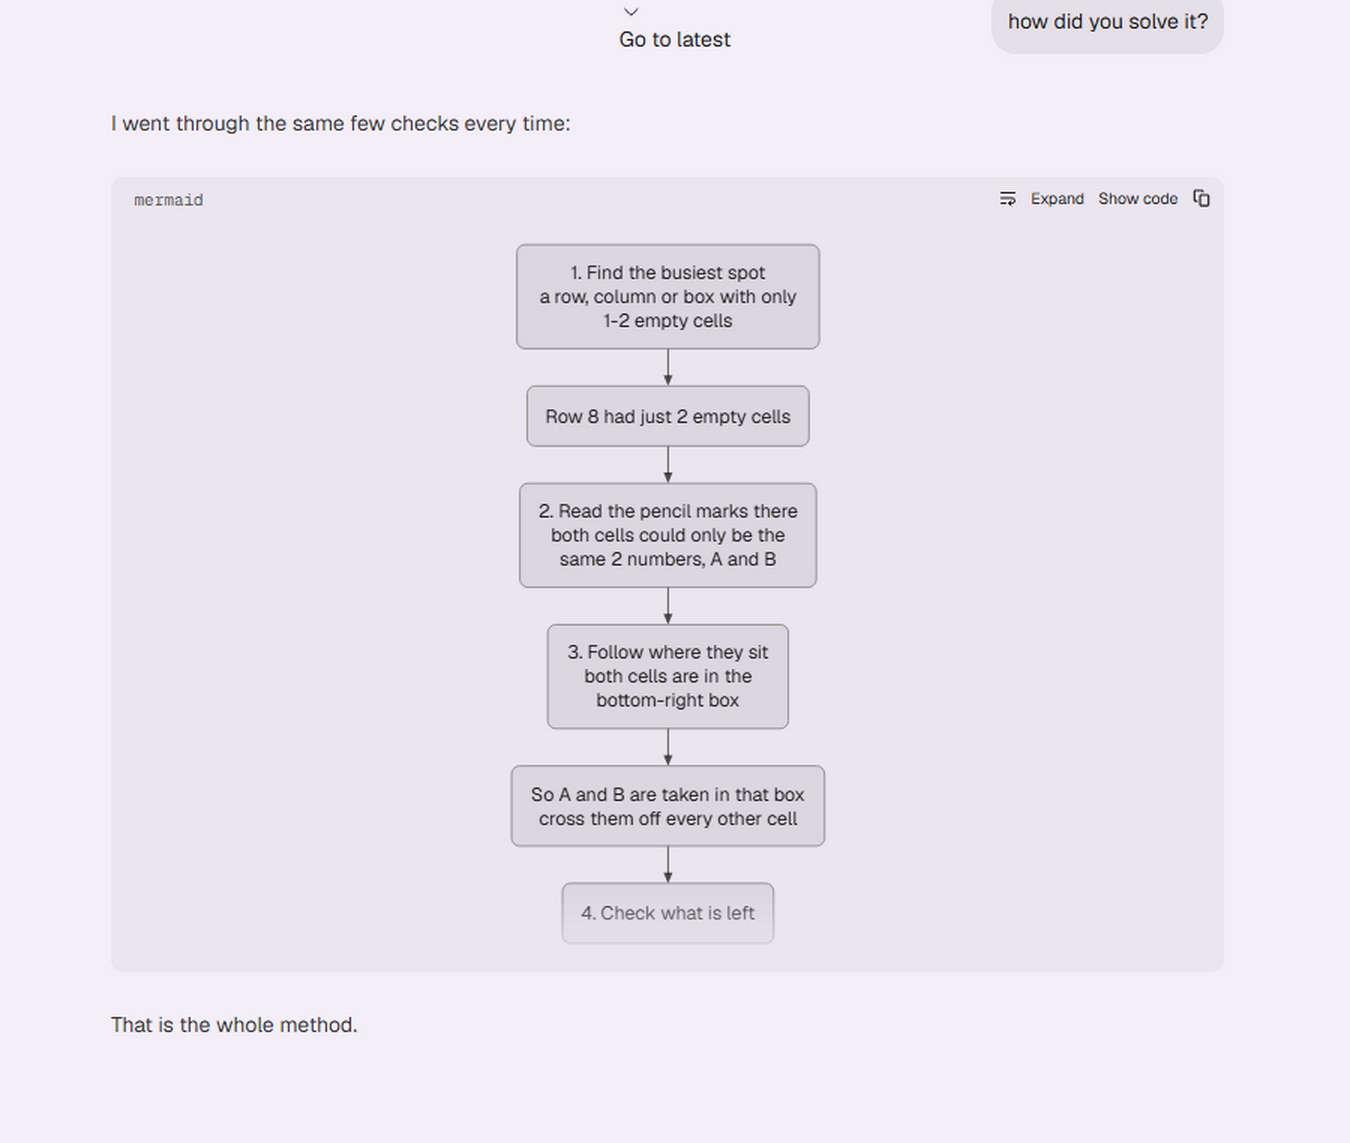 how did you solve it?
Go to latest
I went through the same few checks every time:
mermaid
Expand Show code
1. Find the busiest spot
a row, column or box with only
1-2 empty cells
Row 8 had just 2 empty cells
2. Read the pencil marks there
both cells could only be the
same 2 numbers, A and B
3. Follow where they sit
both cells are in the
bottom-right box
So A and B are taken in that box
cross them off every other cell
4. Check what is left
That is the whole method.